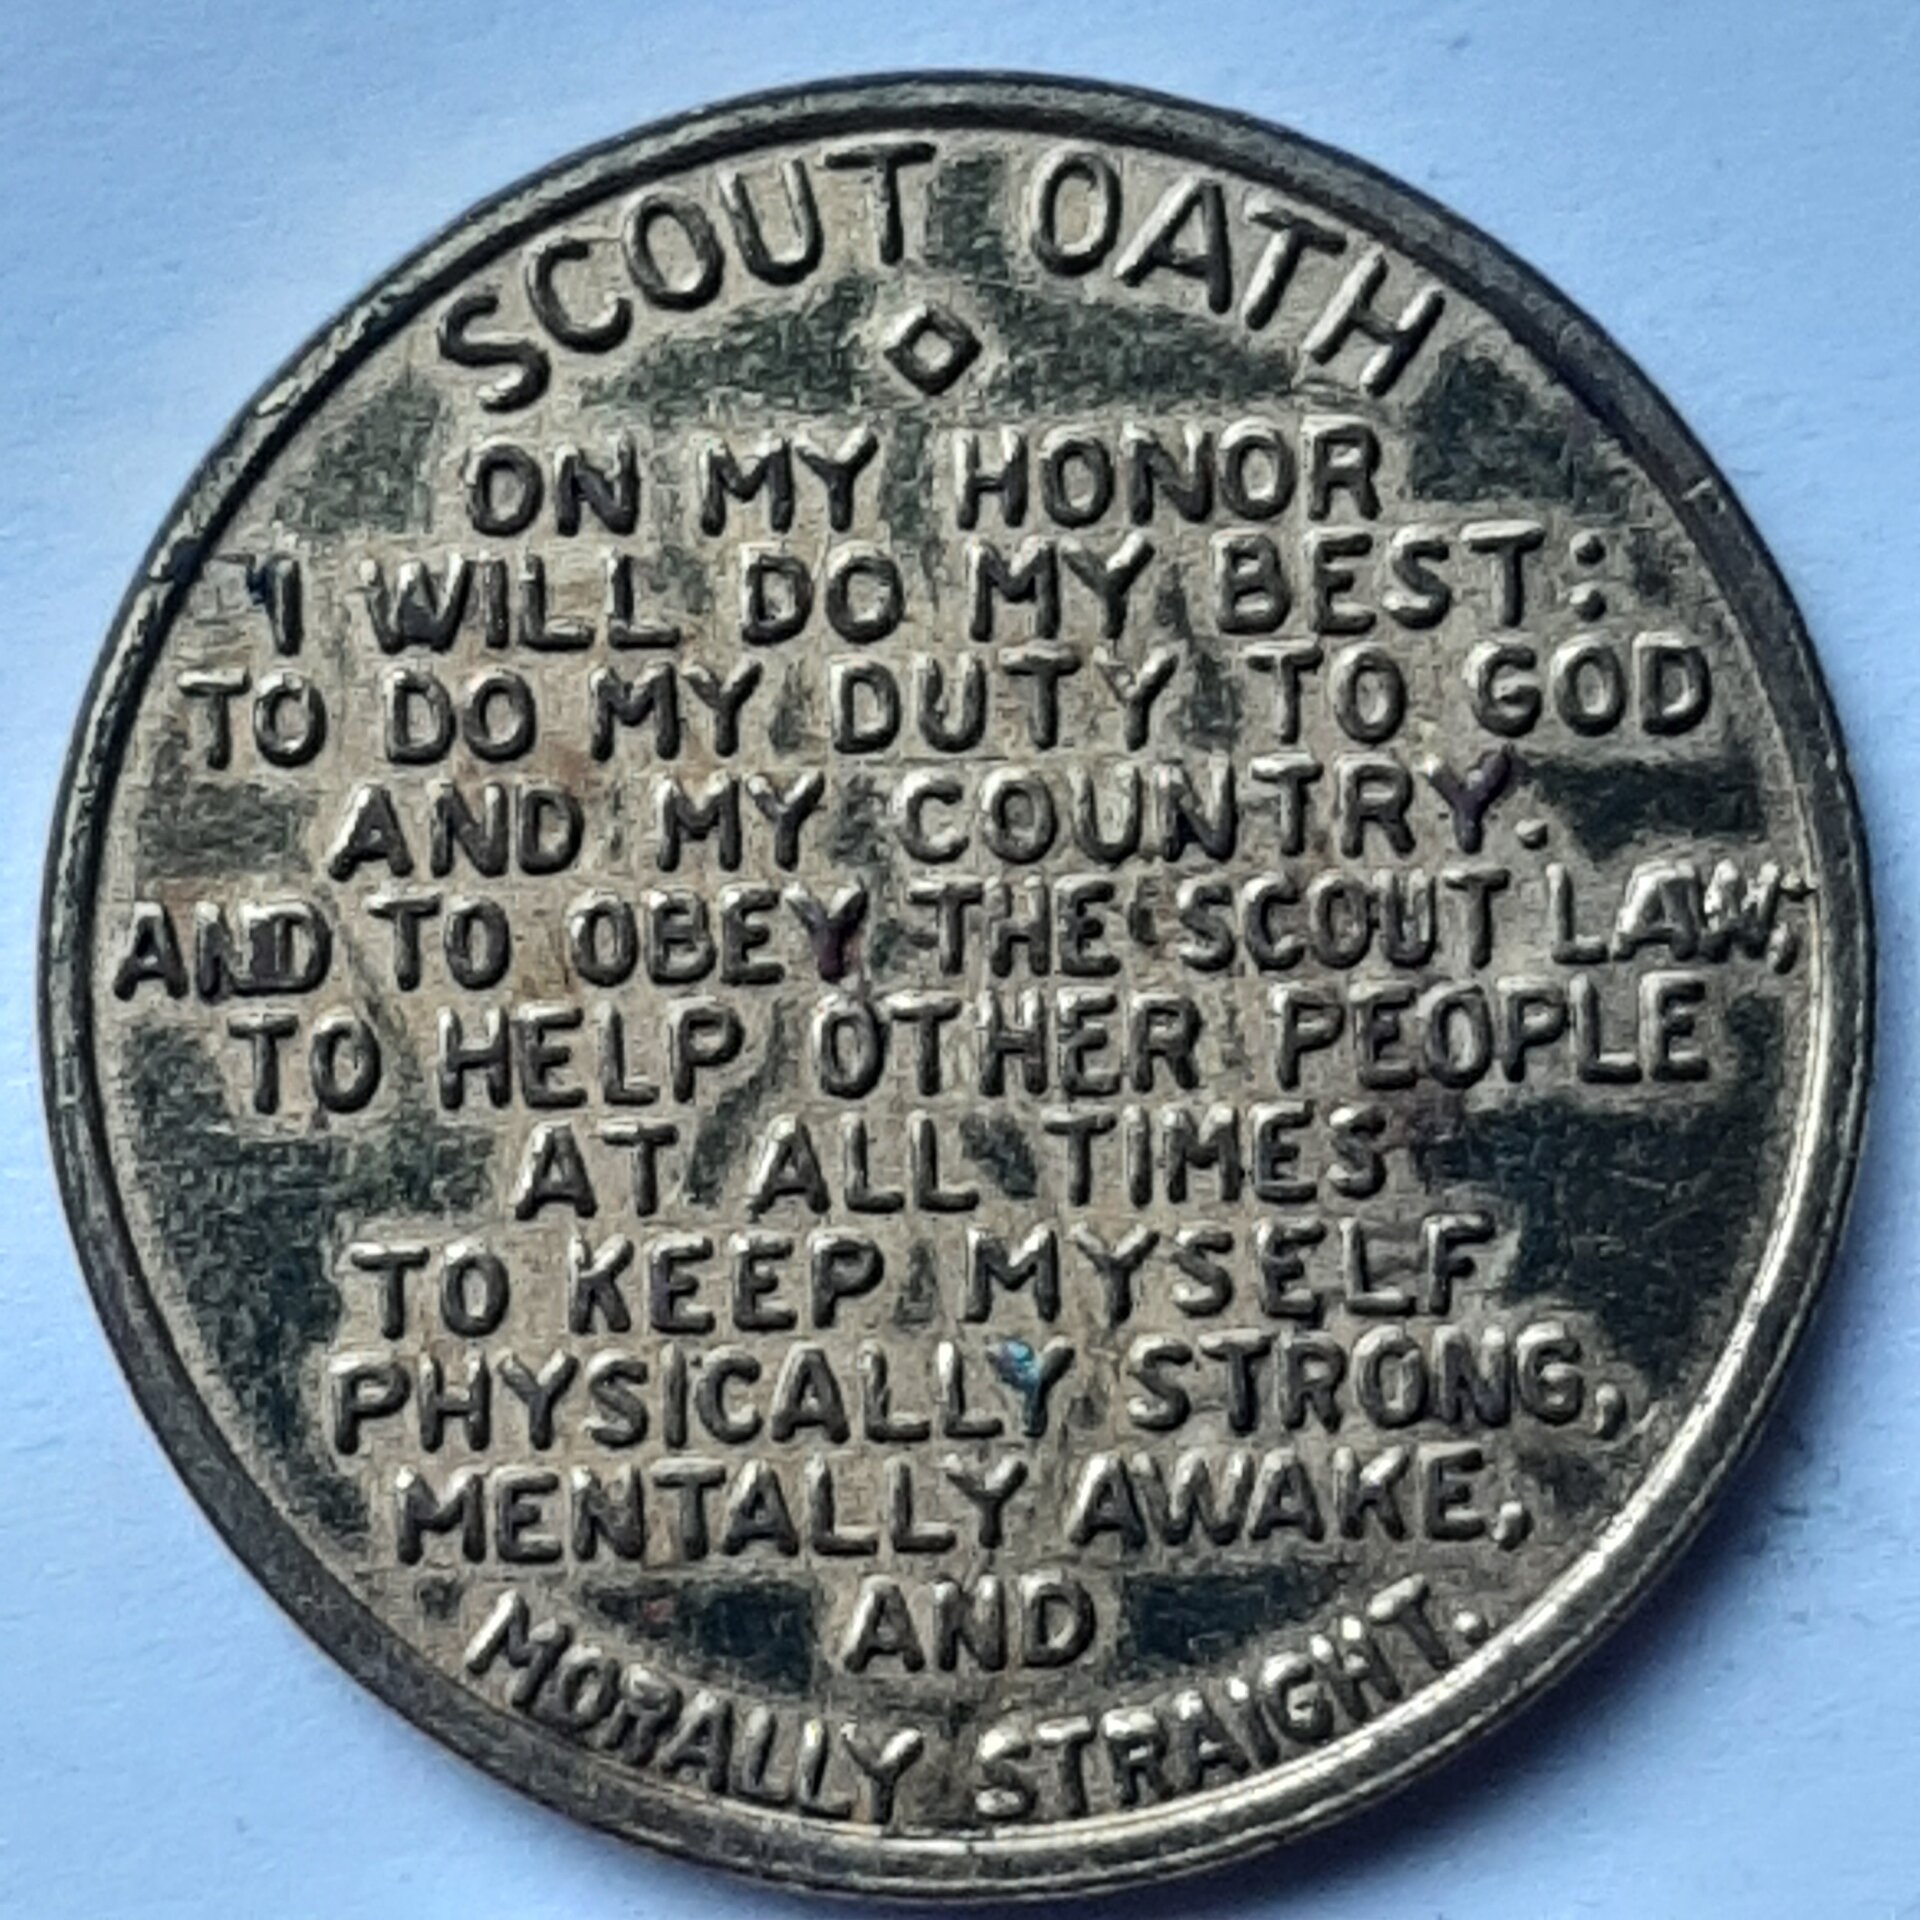 SCOUT OATH
ON MY HONOR
I WILL DO MY BEST:
TO DO MY DUTY TO GOD
AND MY COUNTRY.
AND TO OBEY THE SCOUT LAW;
TO HELP OTHER PEOPLE
AT ALL TIMES
TO KEEP MYSELF
PHYSICALLY STRONG,
MENTALLY AWAKE,
AND
MORALLY STRAIGHT.